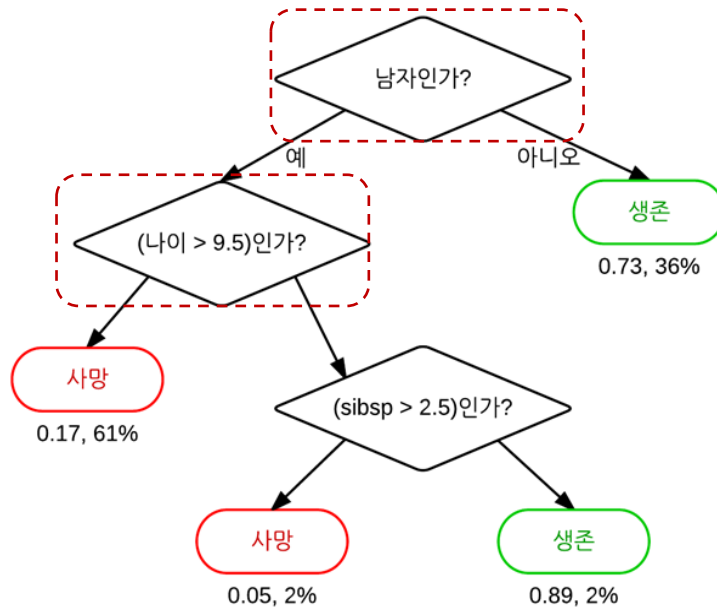 남자인가?
예
아니오
(나이 > 9.5)인가?
생존
0.73, 36%
사망
0.17, 61%
(sibsp > 2.5)인가?
사망
0.05, 2%
생존
0.89, 2%